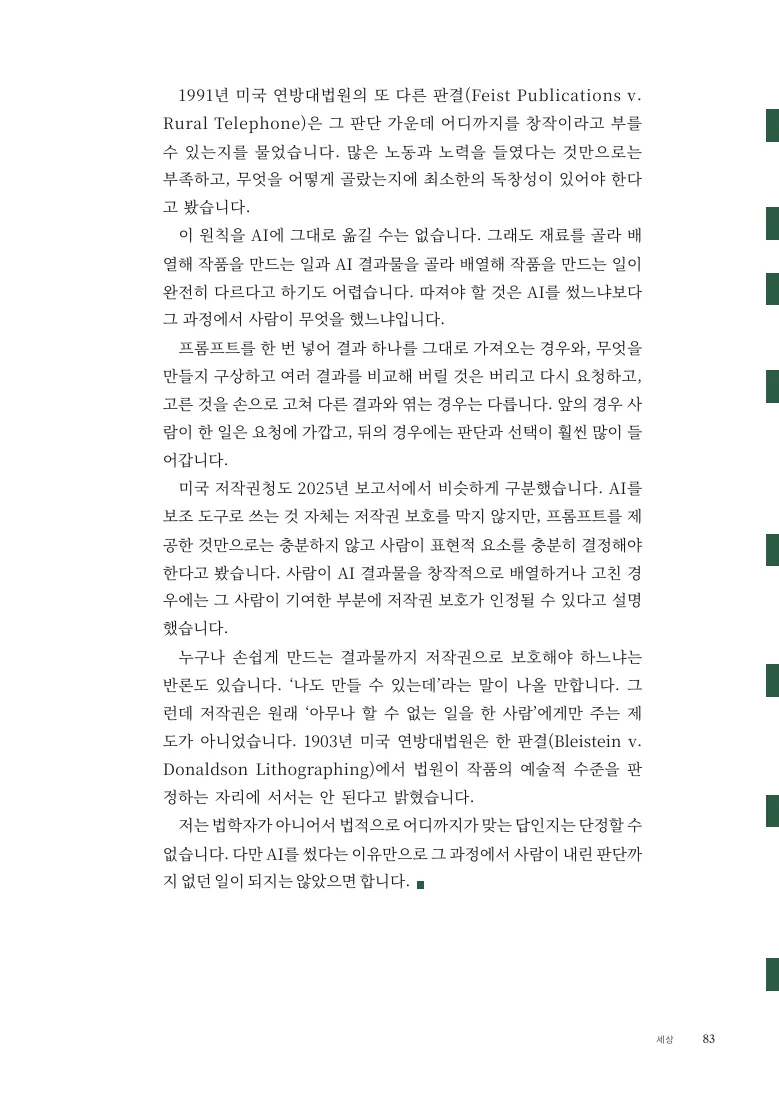 1991년 미국 연방대법원의 또 다른 판결(Feist Publications v.
Rural Telephone)은 그 판단 가운데 어디까지를 창작이라고 부를
수 있는지를 물었습니다. 많은 노동과 노력을 들였다는 것만으로는
부족하고, 무엇을 어떻게 골랐는지에 최소한의 독창성이 있어야 한다
고 봤습니다.
이 원칙을 AI에 그대로 옮길 수는 없습니다. 그래도 재료를 골라 배
열해 작품을 만드는 일과 AI 결과물을 골라 배열해 작품을 만드는 일이
완전히 다르다고 하기도 어렵습니다. 따져야 할 것은 AI를 썼느냐보다
그 과정에서 사람이 무엇을 했느냐입니다.
프롬프트를 한 번 넣어 결과 하나를 그대로 가져오는 경우와, 무엇을
만들지 구상하고 여러 결과를 비교해 버릴 것은 버리고 다시 요청하고,
고른 것을 손으로 고쳐 다른 결과와 엮는 경우는 다릅니다. 앞의 경우 사
람이 한 일은 요청에 가깝고, 뒤의 경우에는 판단과 선택이 훨씬 많이 들
어갑니다.
미국 저작권청도 2025년 보고서에서 비슷하게 구분했습니다. AI를
보조 도구로 쓰는 것 자체는 저작권 보호를 막지 않지만, 프롬프트를 제
공한 것만으로는 충분하지 않고 사람이 표현적 요소를 충분히 결정해야
한다고 봤습니다. 사람이 AI 결과물을 창작적으로 배열하거나 고친 경
우에는 그 사람이 기여한 부분에 저작권 보호가 인정될 수 있다고 설명
했습니다.
누구나 손쉽게 만드는 결과물까지 저작권으로 보호해야 하느냐는
반론도 있습니다. ‘나도 만들 수 있는데’라는 말이 나올 만합니다. 그
런데 저작권은 원래 ‘아무나 할 수 없는 일을 한 사람’에게만 주는 제
도가 아니었습니다. 1903년 미국 연방대법원은 한 판결(Bleistein v.
Donaldson Lithographing)에서 법원이 작품의 예술적 수준을 판
정하는 자리에 서서는 안 된다고 밝혔습니다.
저는 법학자가 아니어서 법적으로 어디까지가 맞는 답인지는 단정할 수
없습니다. 다만 AI를 썼다는 이유만으로 그 과정에서 사람이 내린 판단까
지 없던 일이 되지는 않았으면 합니다.
세상 83